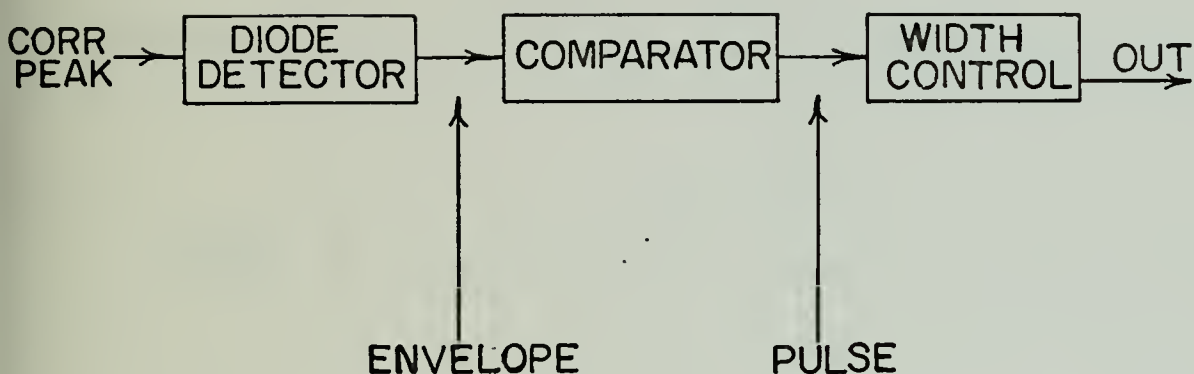 CORR
PEAK
DIODE
DETECTOR
COMPARATOR
WIDTH
CONTROL
OUT
ENVELOPE
PULSE